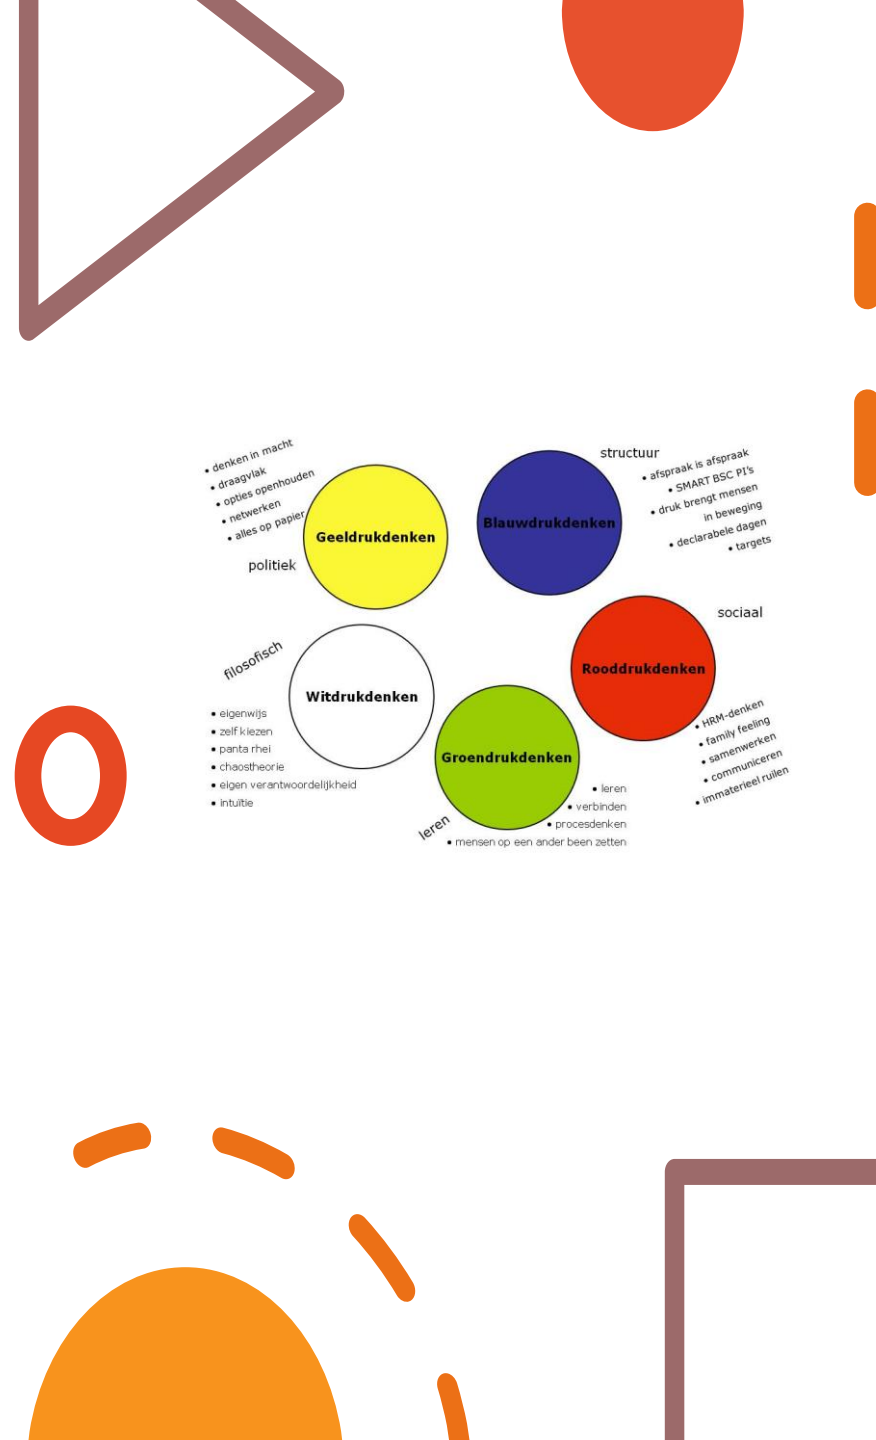 • denken in macht
• draagvlak
• opties openhouden
• netwerken
• alles op papier
politiek
Geeldrukdenken
structuur
• afspraak is afspraak
• SMART BSC PI's
• druk brengt mensen
in beweging
• declarabele dagen
• targets
Blauwdrukdenken
sociaal
Rooddrukdenken
• HRM-denken
• family feeling
• samenwerken
• communiceren
• immaterieel ruilen
filosofisch
Witdrukdenken
• eigenwijs
• zelf kiezen
• panta rhei
• chaostheorie
• eigen verantwoordelijkheid
• intuïtie
Groendrukdenken
leren
• leren
• verbinden
• procesdenken
• mensen op een ander been zetten